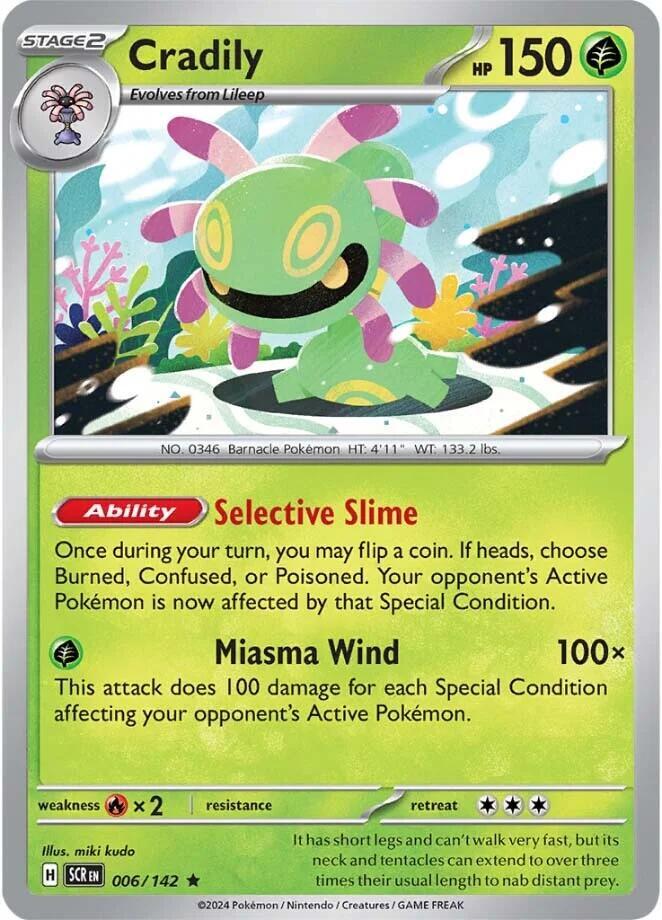 STAGE2
Cradily
HP 150
Evolves from Lileep
NO. 0346 Barnacle Pokémon HT: 4'11" WT: 133.2 lbs.
Ability Selective Slime
Once during your turn, you may flip a coin. If heads, choose
Burned, Confused, or Poisoned. Your opponent's Active
Pokémon is now affected by that Special Condition.
Miasma Wind 100×
This attack does 100 damage for each Special Condition
affecting your opponent's Active Pokémon.
weakness ×2 resistance retreat
Illus. miki kudo
It has short legs and can't walk very fast, but its
neck and tentacles can extend to over three
times their usual length to nab distant prey.
H SCR EN 006/142 ★
©2024 Pokémon / Nintendo / Creatures / GAME FREAK